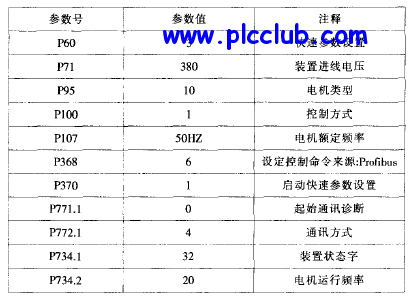 参数号 参数值 注释
P60 快速参数设置
www.plcclub.com
P71 380 装置进线电压
P95 10 电机类型
P100 1 控制方式
P107 50HZ 电机额定频率
P368 6 设定控制命令来源:Profibus
P370 1 启动快速参数设置
P771.1 0 起始通讯诊断
P772.1 4 通讯方式
P734.1 32 装置状态字
P734.2 20 电机运行频率